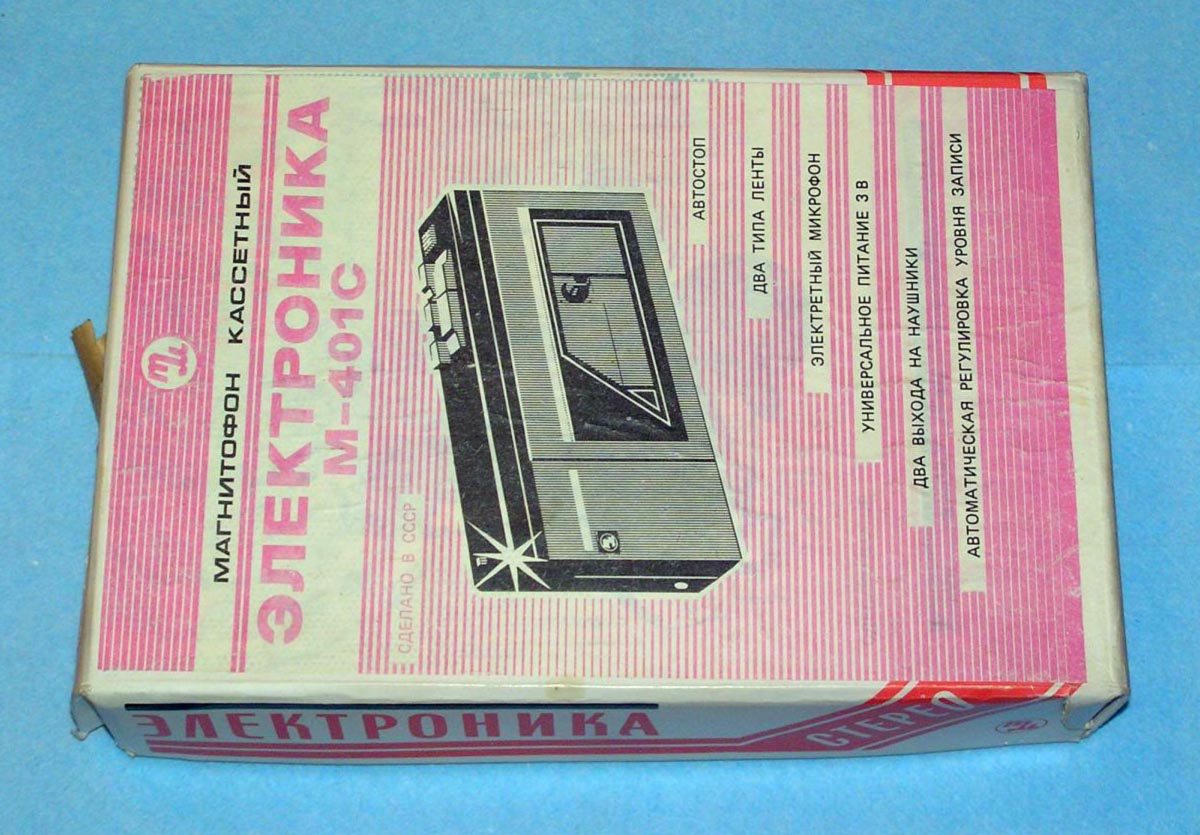 МАГНИТОФОН КАССЕТНЫЙ
ЭЛЕКТРОНИКА
М-401С
СДЕЛАНО В СССР
АВТОСТОП
ДВА ТИПА ЛЕНТЫ
ЭЛЕКТРЕТНЫЙ МИКРОФОН
УНИВЕРСАЛЬНОЕ ПИТАНИЕ 3 В
ДВА ВЫХОДА НА НАУШНИКИ
АВТОМАТИЧЕСКАЯ РЕГУЛИРОВКА УРОВНЯ ЗАПИСИ
ЭЛЕКТРОНИКА
СТЕРЕО